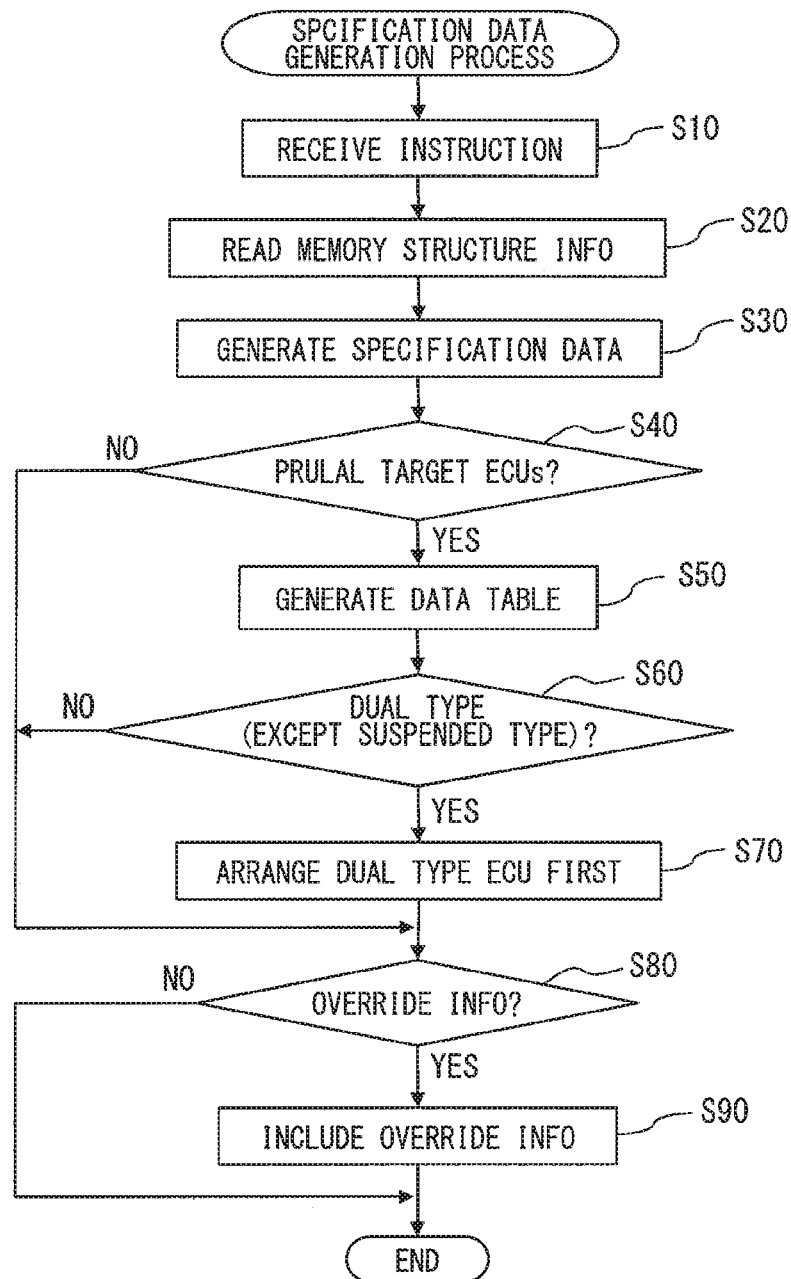 SPCIFICATION DATA
GENERATION PROCESS
S10
RECEIVE INSTRUCTION
S20
READ MEMORY STRUCTURE INFO
S30
GENERATE SPECIFICATION DATA
S40
NO
PRULAL TARGET ECUs?
YES
S50
GENERATE DATA TABLE
S60
NO
DUAL TYPE
(EXCEPT SUSPENDED TYPE)?
YES
S70
ARRANGE DUAL TYPE ECU FIRST
S80
NO
OVERRIDE INFO?
YES
S90
INCLUDE OVERRIDE INFO
END